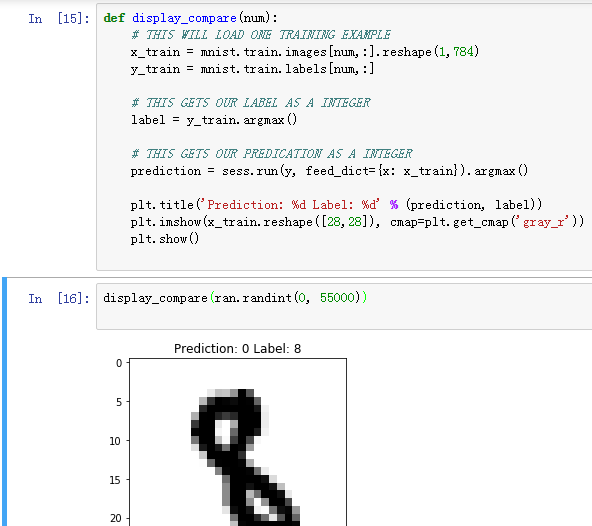 In [15]:
def display_compare(num):
# THIS WILL LOAD ONE TRAINING EXAMPLE
x_train = mnist.train.images[num,:].reshape(1,784)
y_train = mnist.train.labels[num,:]
# THIS GETS OUR LABEL AS A INTEGER
label = y_train.argmax()
# THIS GETS OUR PREDICATION AS A INTEGER
prediction = sess.run(y, feed_dict={x: x_train}).argmax()
plt.title('Prediction: %d Label: %d' % (prediction, label))
plt.imshow(x_train.reshape([28,28]), cmap=plt.get_cmap('gray_r'))
plt.show()
In [16]:
display_compare(ran.randint(0, 55000))
Prediction: 0 Label: 8
0
5
10
15
20